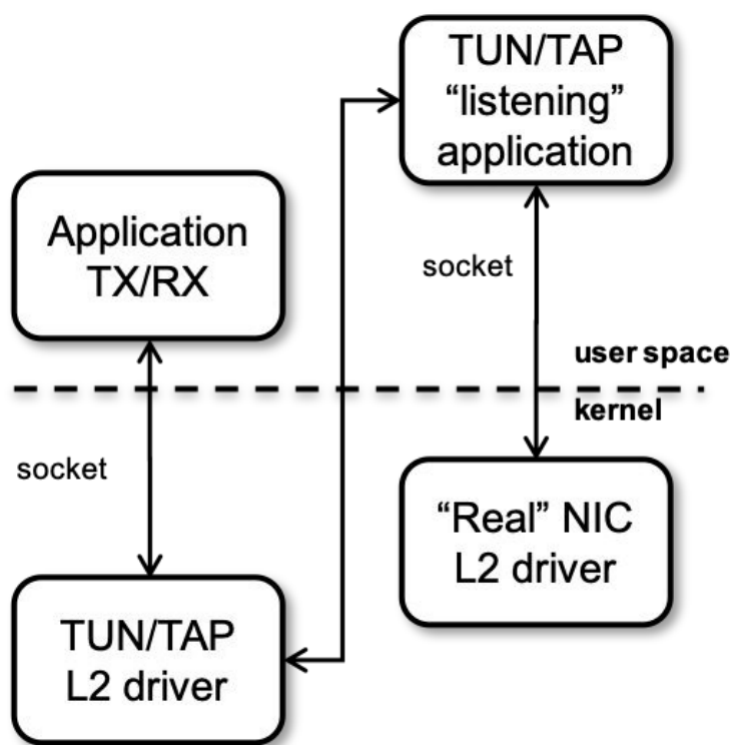 TUN/TAP
“listening”
application
Application
TX/RX
socket
user space
kernel
socket
“Real” NIC
L2 driver
TUN/TAP
L2 driver